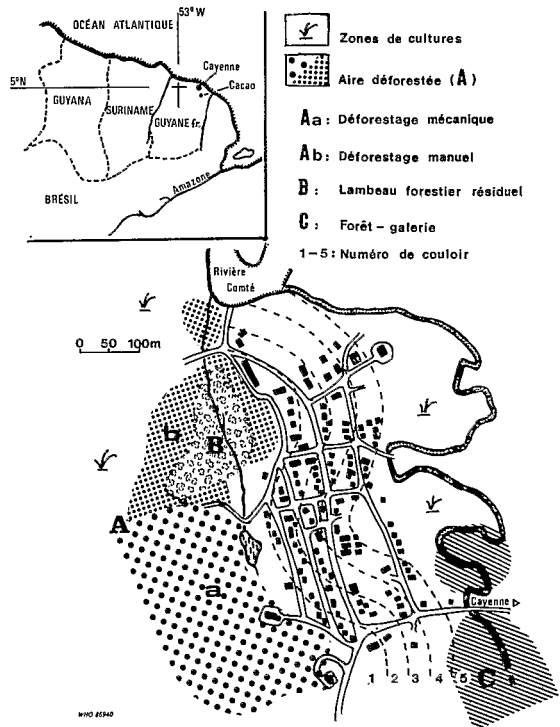 OCÉAN ATLANTIQUE
53° W
Cayenne
Cacao
5°N
GUYANA
SURINAME
GUYANE fr.
BRÉSIL
Amazone
Zones de cultures
Aire déforestée (A)
Aa: Déforestage mécanique
Ab: Déforestage manuel
B: Lambeau forestier résiduel
C: Forêt-galerie
1-5: Numéro de couloir
Rivière
Comté
0 50 100m
b
B
A
a
Cayenne
1 2 3 4 5 C
WHO 86940